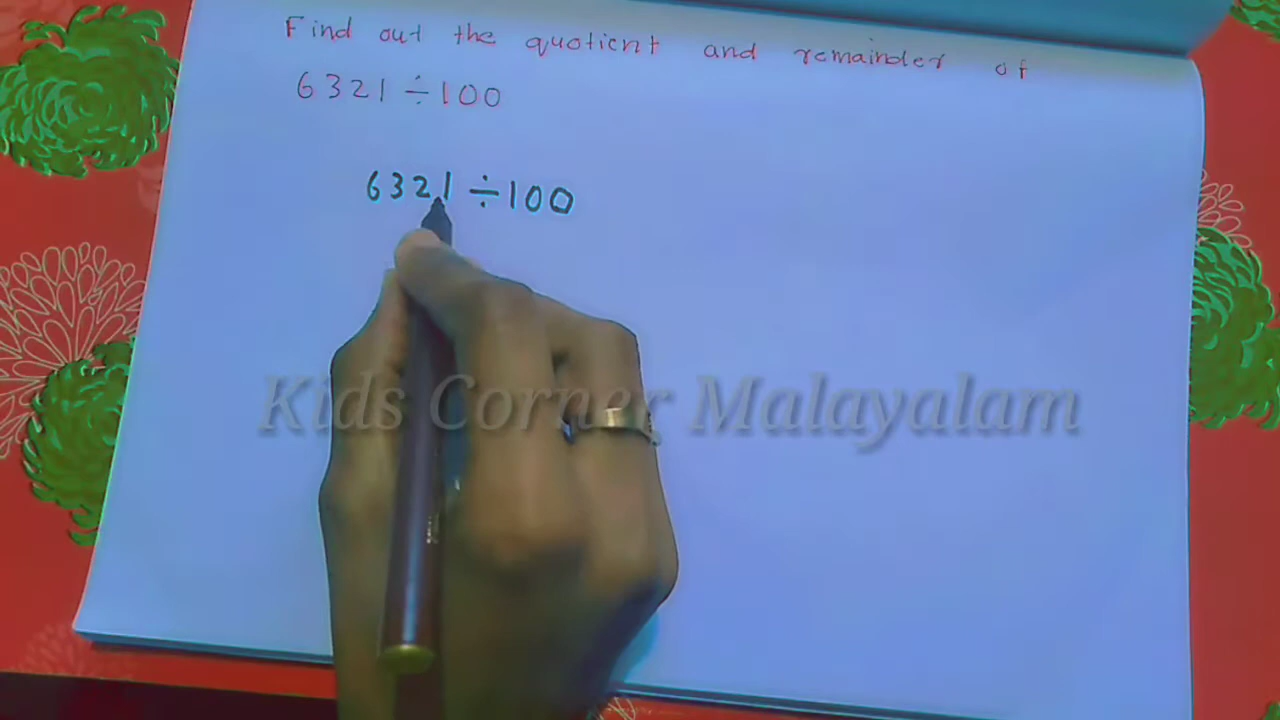 Find out the quotient and remainder of
6321 ÷ 100
6321 ÷ 100
Kids Corner Malayalam